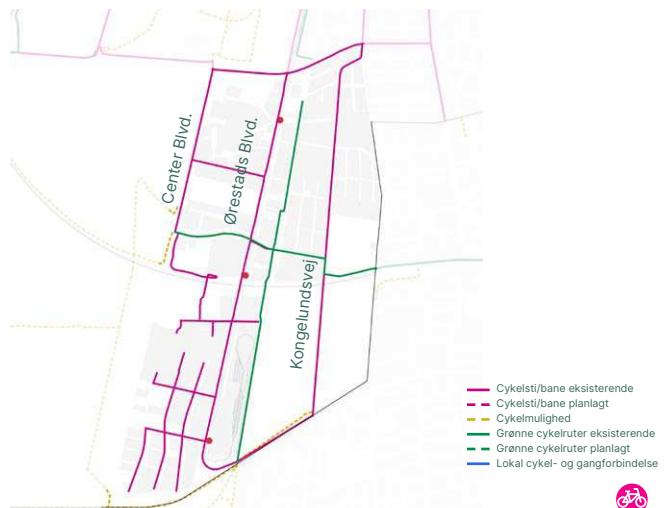 Center Blvd.
Ørestads Blvd.
Kongelundsvej
Cykelsti/bane eksisterende
Cykelsti/bane planlagt
Cykelmulighed
Grønne cykelruter eksisterende
Grønne cykelruter planlagt
Lokal cykel- og gangforbindelse